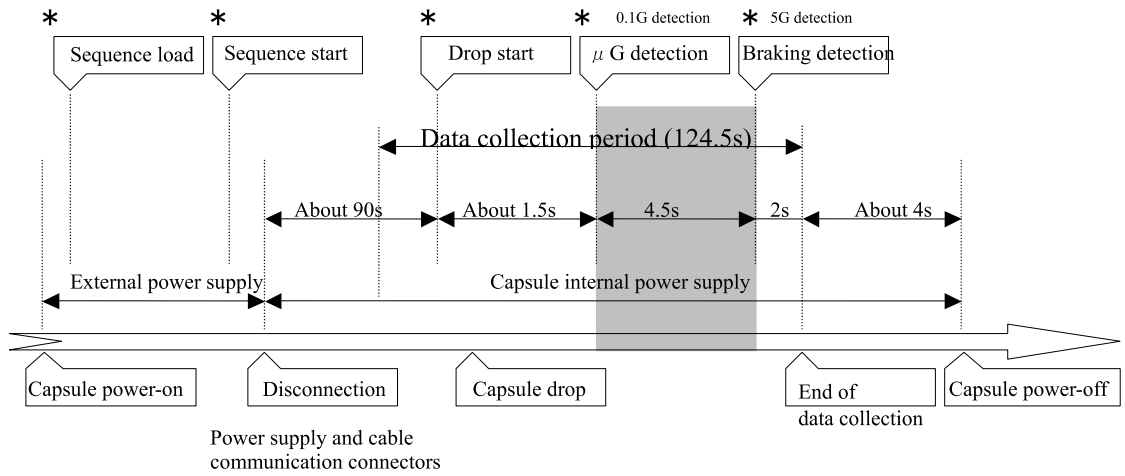 * * * * 0.1G detection * 5G detection
Sequence load
Sequence start
Drop start
μ G detection
Braking detection
Data collection period (124.5s)
About 90s
About 1.5s
4.5s
2s
About 4s
External power supply
Capsule internal power supply
Capsule power-on
Disconnection
Capsule drop
End of
data collection
Capsule power-off
Power supply and cable
communication connectors